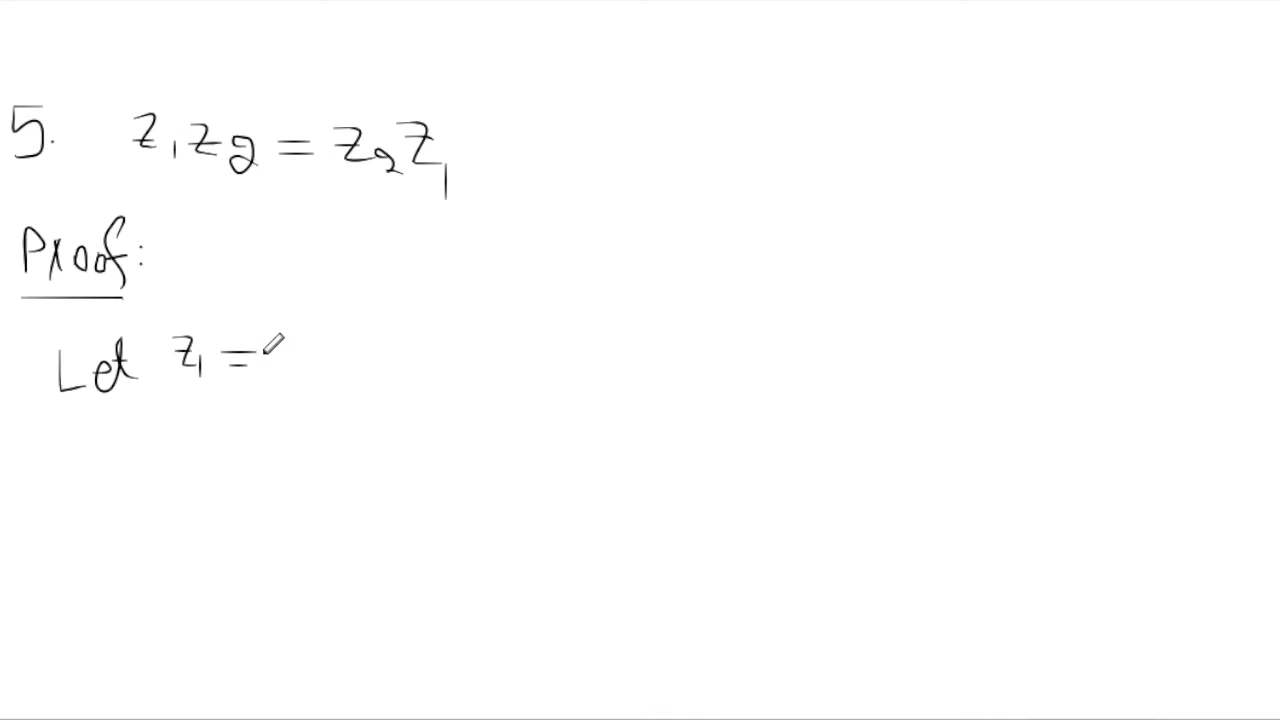 5. z₁z₂ = z₂z₁
Proof:
Let z₁ =